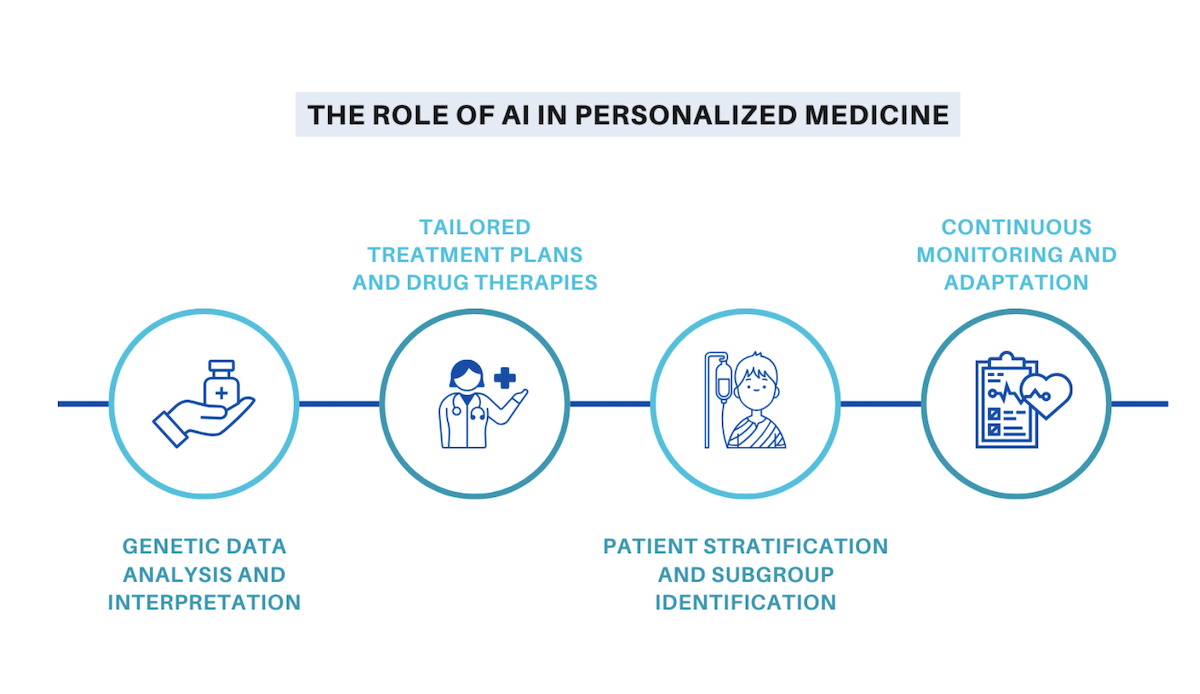 THE ROLE OF AI IN PERSONALIZED MEDICINE
GENETIC DATA
ANALYSIS AND
INTERPRETATION
TAILORED
TREATMENT PLANS
AND DRUG THERAPIES
PATIENT STRATIFICATION
AND SUBGROUP
IDENTIFICATION
CONTINUOUS
MONITORING AND
ADAPTATION